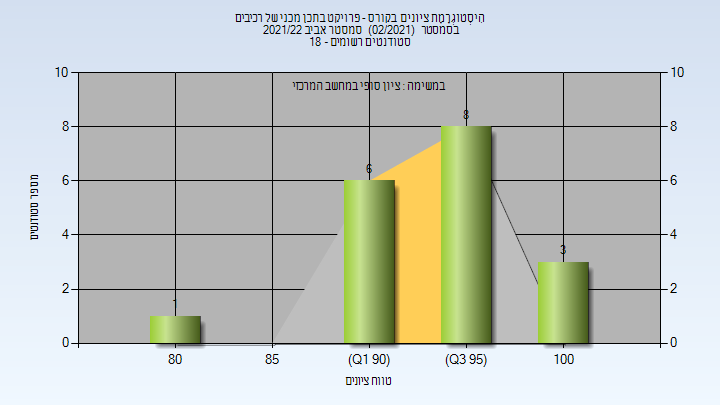 היסטוגרמת ציונים בקורס - פרויקט בתכן מכני של רכיבים
בסמסטר (02/2021) סמסטר אביב 2021/22
סטודנטים רשומים - 18
במשימה : ציון סופי במחשב המרכזי
10 10
8 8
6 6
4 4
2 2
0 0
1 6 8 3
מספר סטודנטים
80 85 (Q1 90) (Q3 95) 100
טווח ציונים